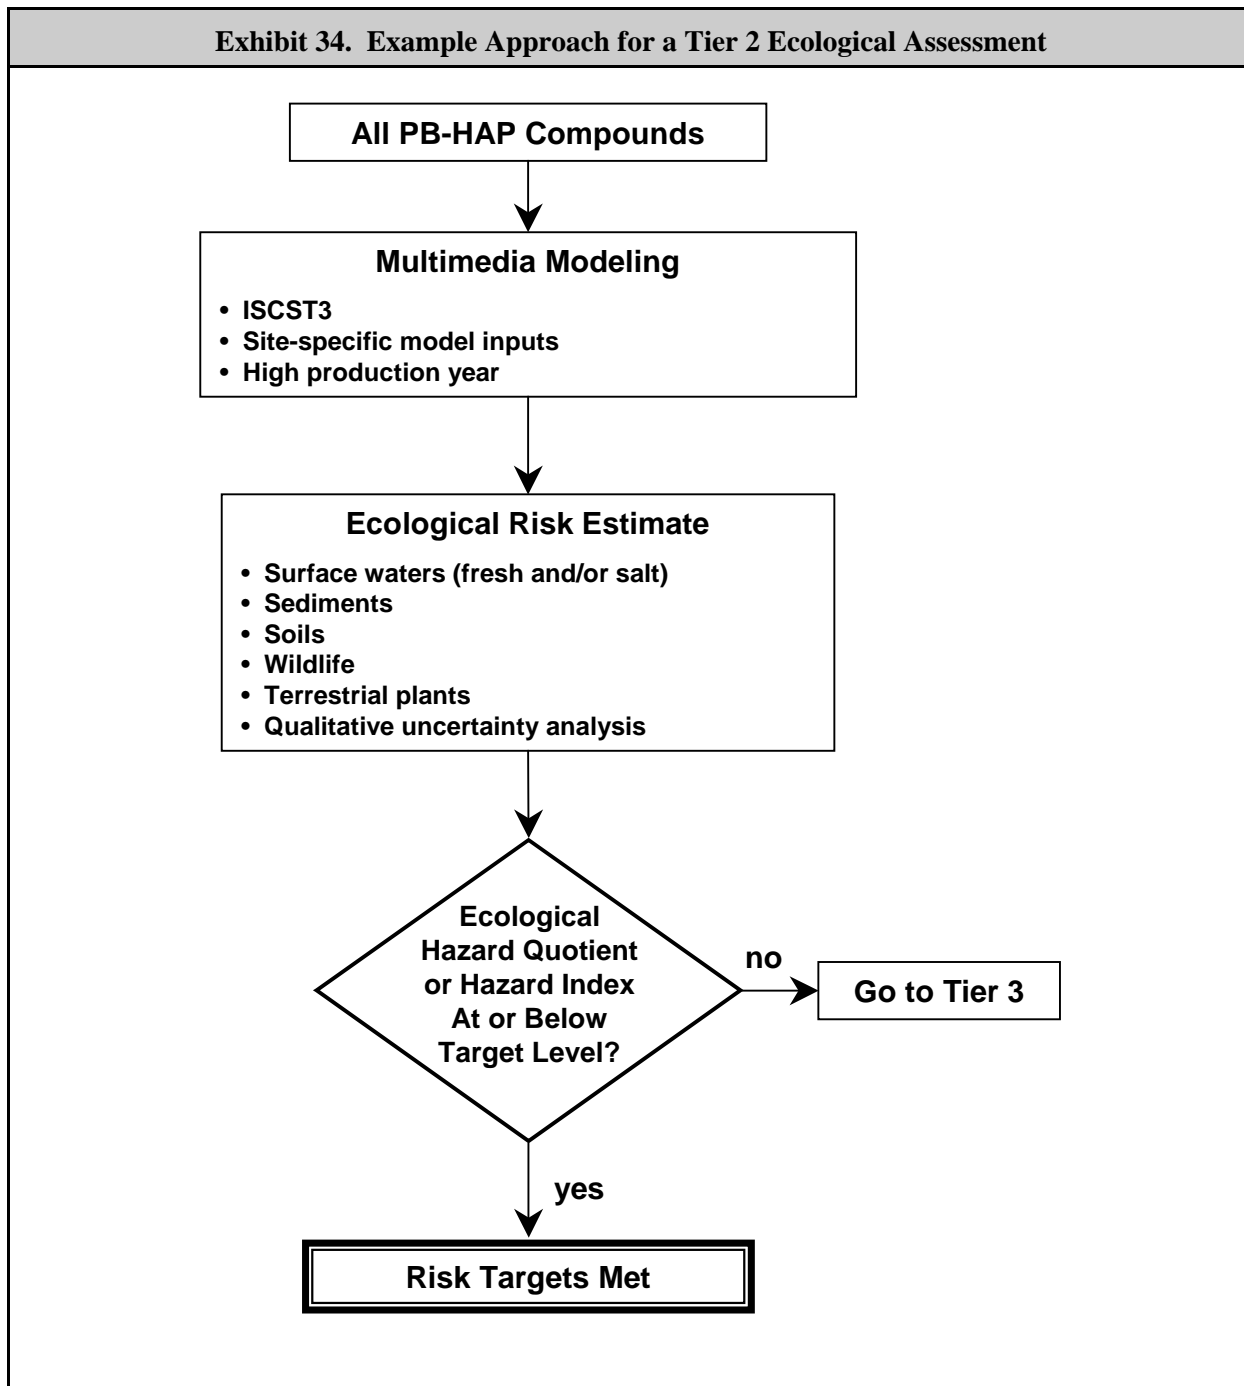 Exhibit 34. Example Approach for a Tier 2 Ecological Assessment
All PB-HAP Compounds
Multimedia Modeling
• ISCST3
• Site-specific model inputs
• High production year
Ecological Risk Estimate
• Surface waters (fresh and/or salt)
• Sediments
• Soils
• Wildlife
• Terrestrial plants
• Qualitative uncertainty analysis
Ecological
Hazard Quotient
or Hazard Index
At or Below
Target Level?
no
Go to Tier 3
yes
Risk Targets Met